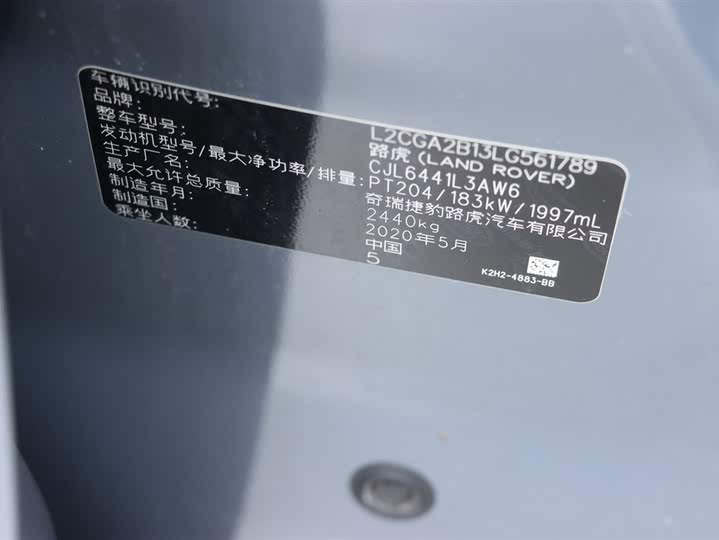 车辆识别代号: L2CGA2B13LG561789
品牌: 路虎(LAND ROVER)
整车型号: CJL6441L3AW6
发动机型号/最大净功率/排量: PT204/183kW/1997mL
生产厂名: 奇瑞捷豹路虎汽车有限公司
最大允许总质量: 2440kg
制造年月: 2020年5月
制造国: 中国
乘坐人数: 5
K2H2-4883-BB